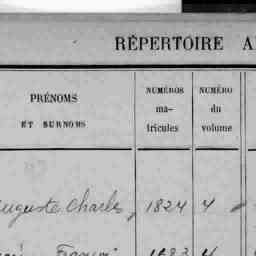 RÉPERTOIRE
PRÉNOMS
ET SURNOMS
NUMÉROS
ma-
tricules
NUMÉRO
du
volume
Auguste Charles, 1824 4